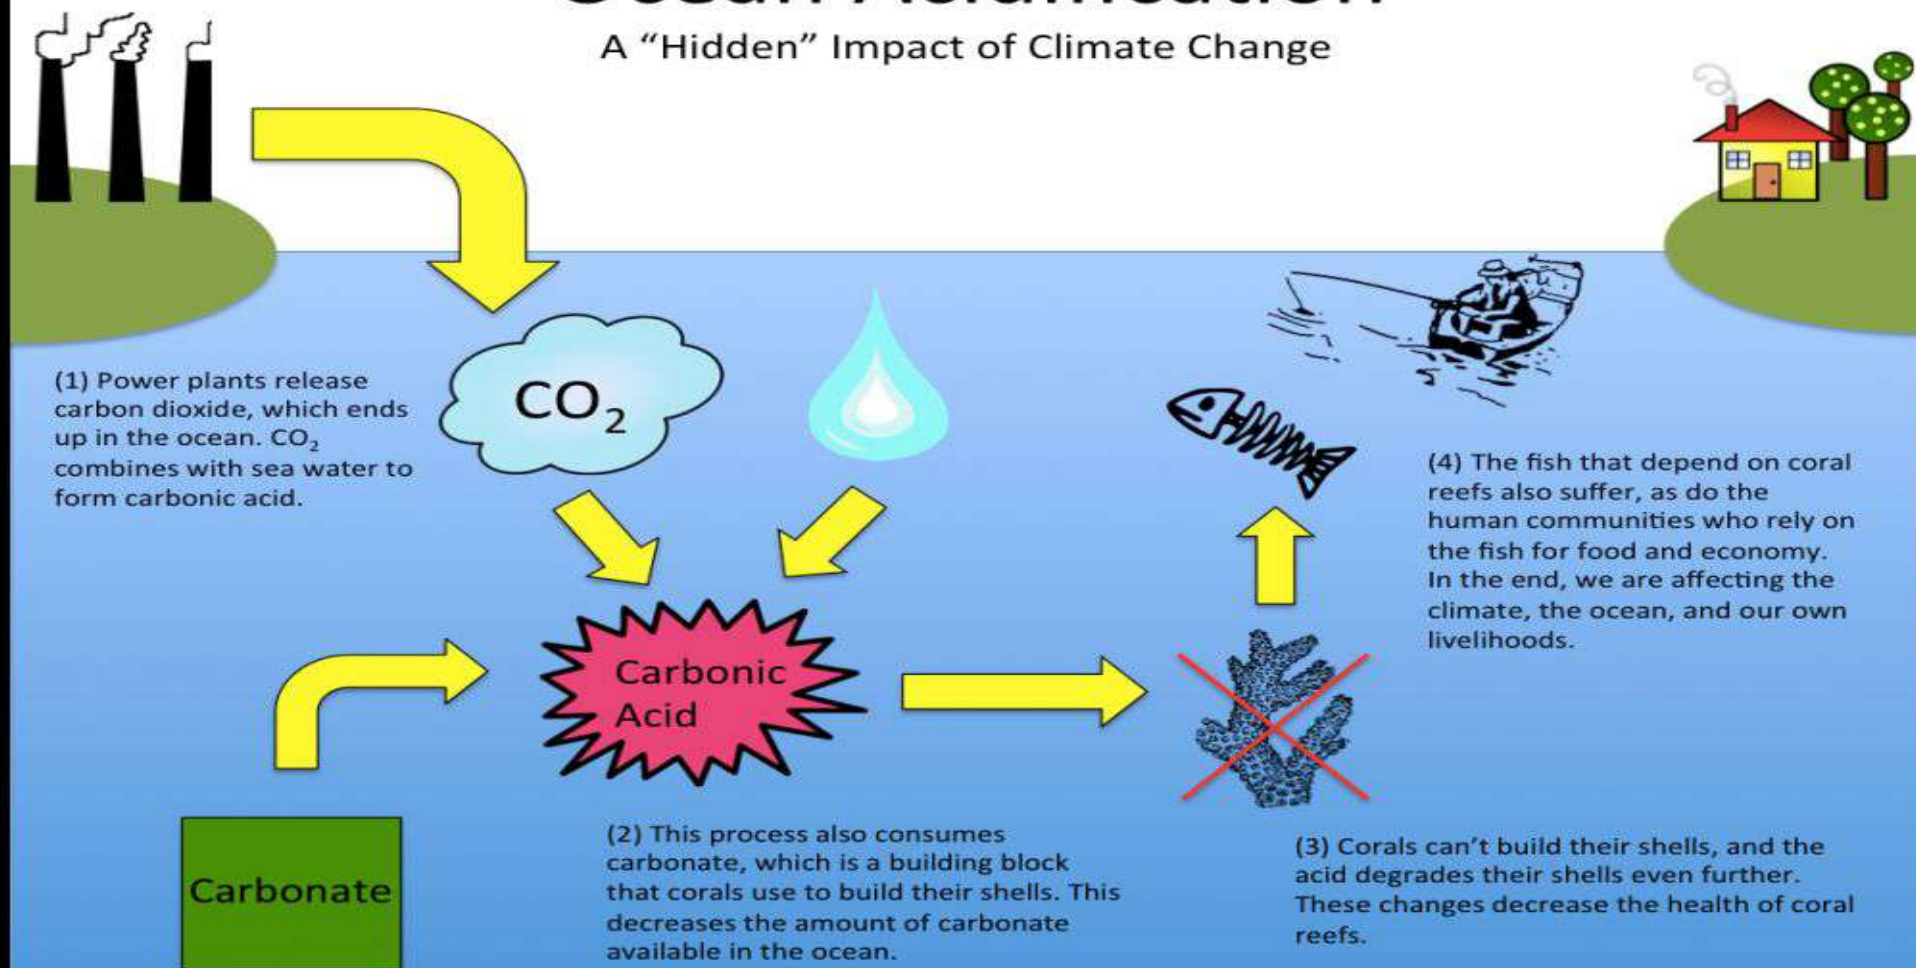 Ocean Acidification
A “Hidden” Impact of Climate Change
(1) Power plants release
carbon dioxide, which ends
up in the ocean. CO₂
combines with sea water to
form carbonic acid.
CO₂
(4) The fish that depend on coral
reefs also suffer, as do the
human communities who rely on
the fish for food and economy.
In the end, we are affecting the
climate, the ocean, and our own
livelihoods.
Carbonic
Acid
Carbonate
(2) This process also consumes
carbonate, which is a building block
that corals use to build their shells. This
decreases the amount of carbonate
available in the ocean.
(3) Corals can’t build their shells, and the
acid degrades their shells even further.
These changes decrease the health of coral
reefs.